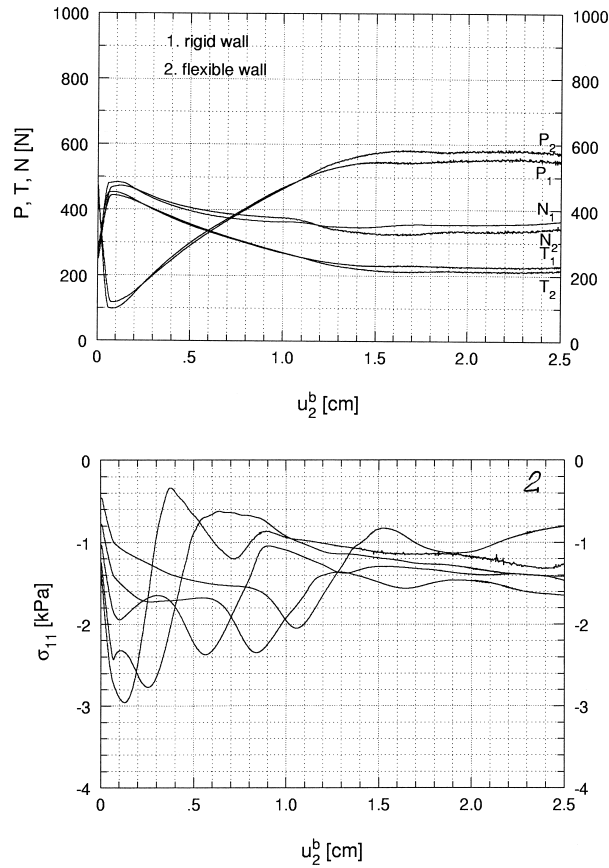 1000 1000
1. rigid wall
2. flexible wall
800 800
P, T, N [N]
600 600
P2
P1
400 400
N1
N2
T1
200 200
T2
0 0
0 .5 1.0 1.5 2.0 2.5
u2^b [cm]
0 0
2
-1 -1
σ11 [kPa]
-2 -2
-3 -3
-4 -4
0 .5 1.0 1.5 2.0 2.5
u2^b [cm]